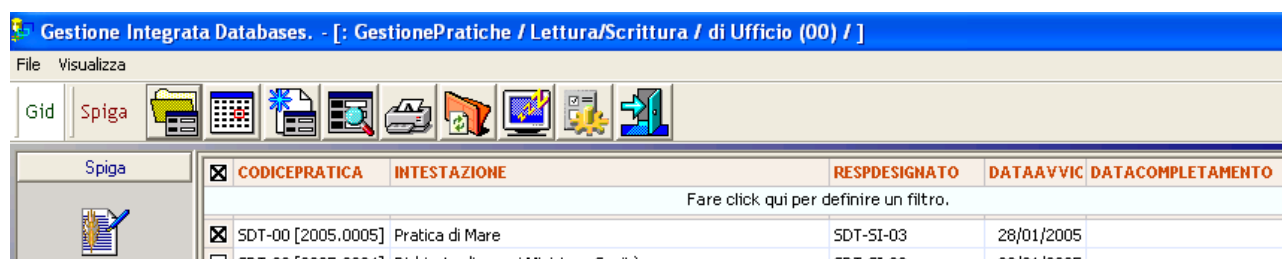 Gestione Integrata Databases. - [: GestionePratiche / Lettura/Scrittura / di Ufficio (00) / ]
File Visualizza
Gid Spiga
Spiga
CODICEPRATICA INTESTAZIONE RESPDESIGNATO DATAAVVIC DATACOMPLETAMENTO
Fare click qui per definire un filtro.
SDT-00 [2005.0005] Pratica di Mare SDT-SI-03 28/01/2005